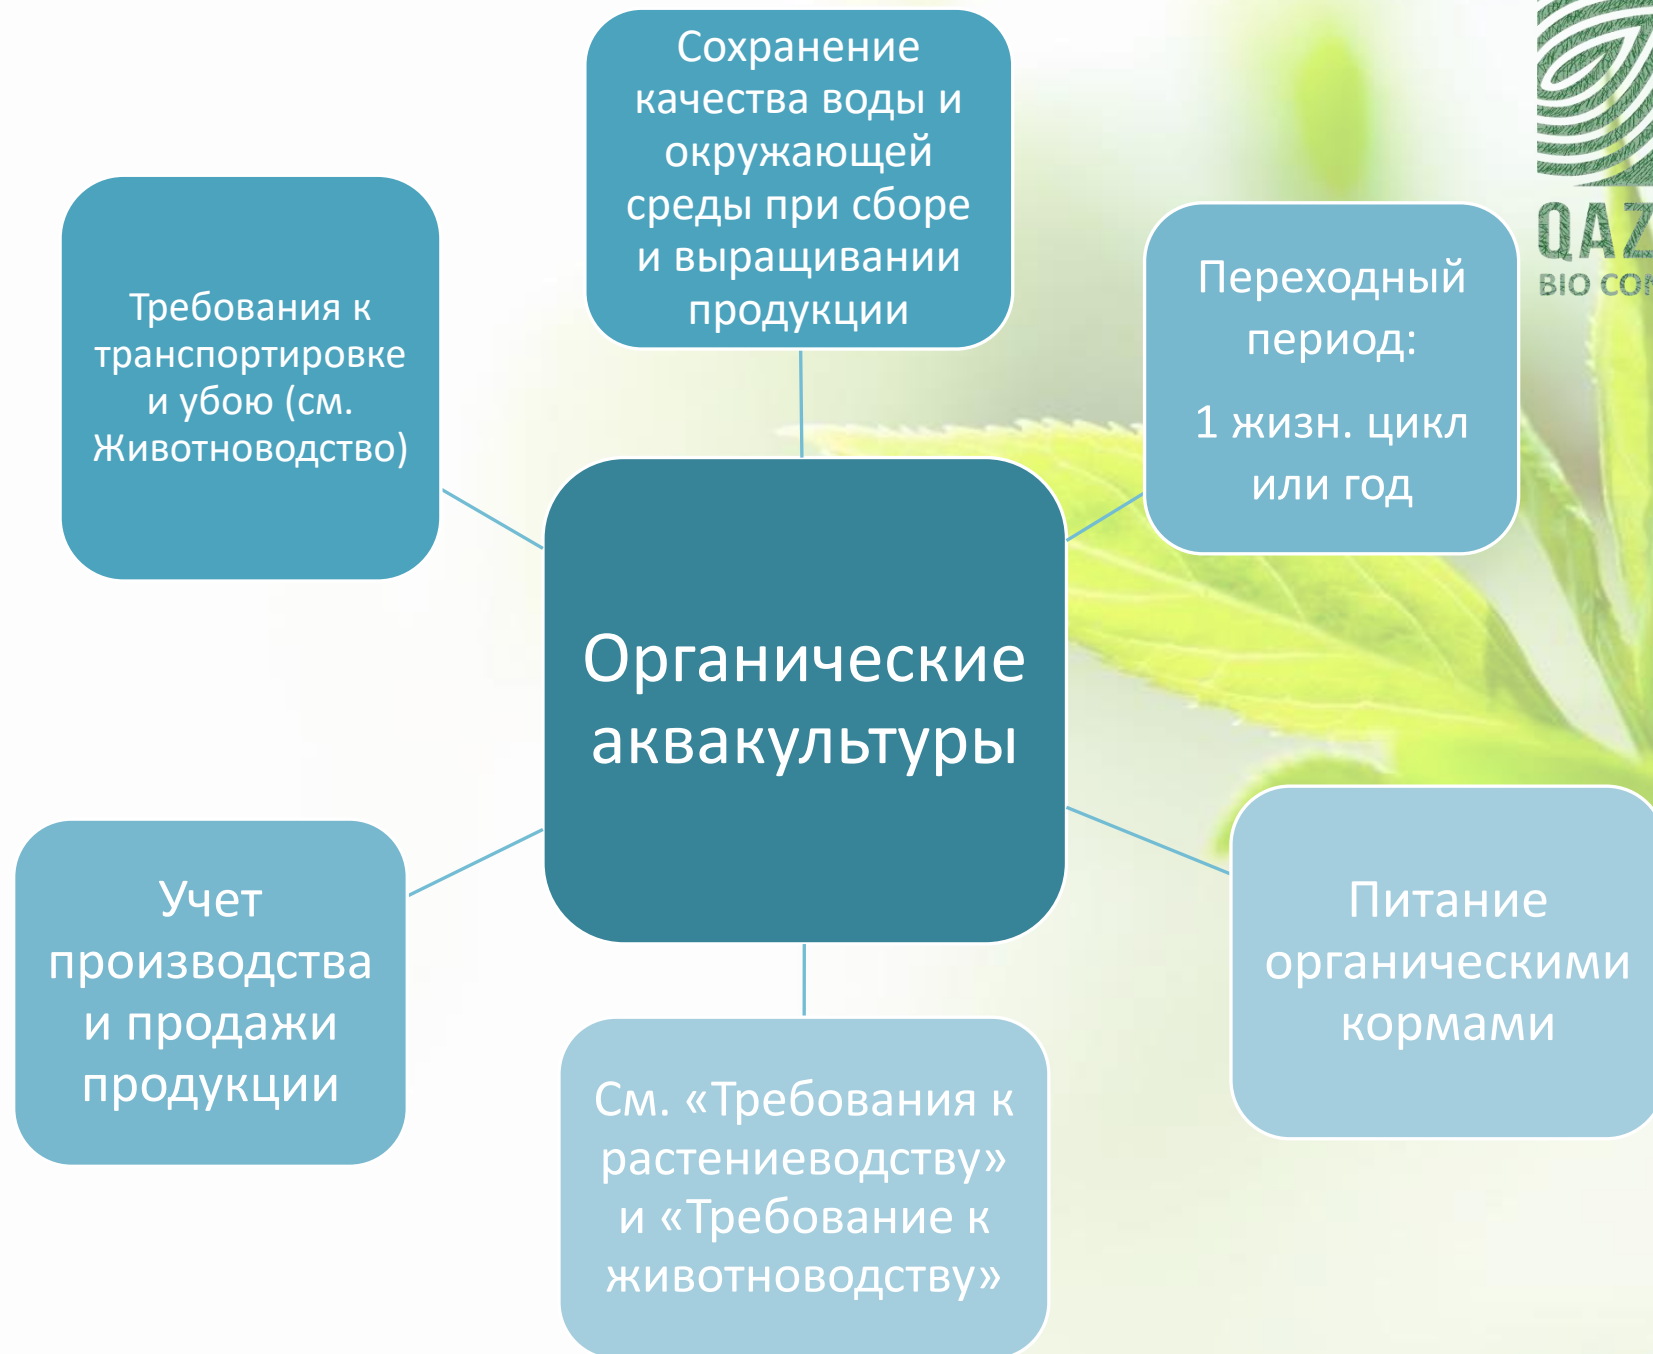 Сохранение
качества воды и
окружающей
среды при сборе
и выращивании
продукции
Требования к
транспортировке
и убою (см.
Животноводство)
Переходный
период:
1 жизн. цикл
или год
QAZ
BIO
Органические
аквакультуры
Учет
производства
и продажи
продукции
Питание
органическими
кормами
См. «Требования к
растениеводству»
и «Требование к
животноводству»